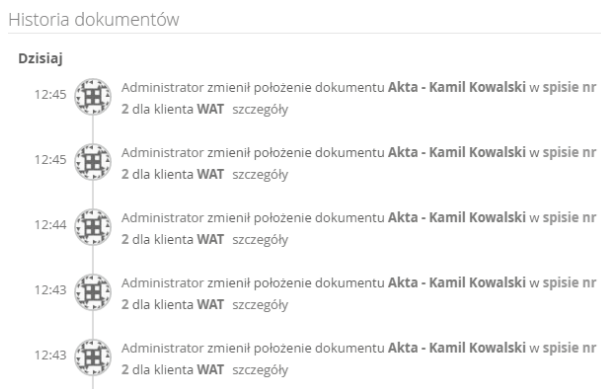 Historia dokumentów
Dzisiaj
12:45 Administrator zmienił położenie dokumentu Akta - Kamil Kowalski w spisie nr
2 dla klienta WAT szczegóły
12:45 Administrator zmienił położenie dokumentu Akta - Kamil Kowalski w spisie nr
2 dla klienta WAT szczegóły
12:44 Administrator zmienił położenie dokumentu Akta - Kamil Kowalski w spisie nr
2 dla klienta WAT szczegóły
12:43 Administrator zmienił położenie dokumentu Akta - Kamil Kowalski w spisie nr
2 dla klienta WAT szczegóły
12:43 Administrator zmienił położenie dokumentu Akta - Kamil Kowalski w spisie nr
2 dla klienta WAT szczegóły